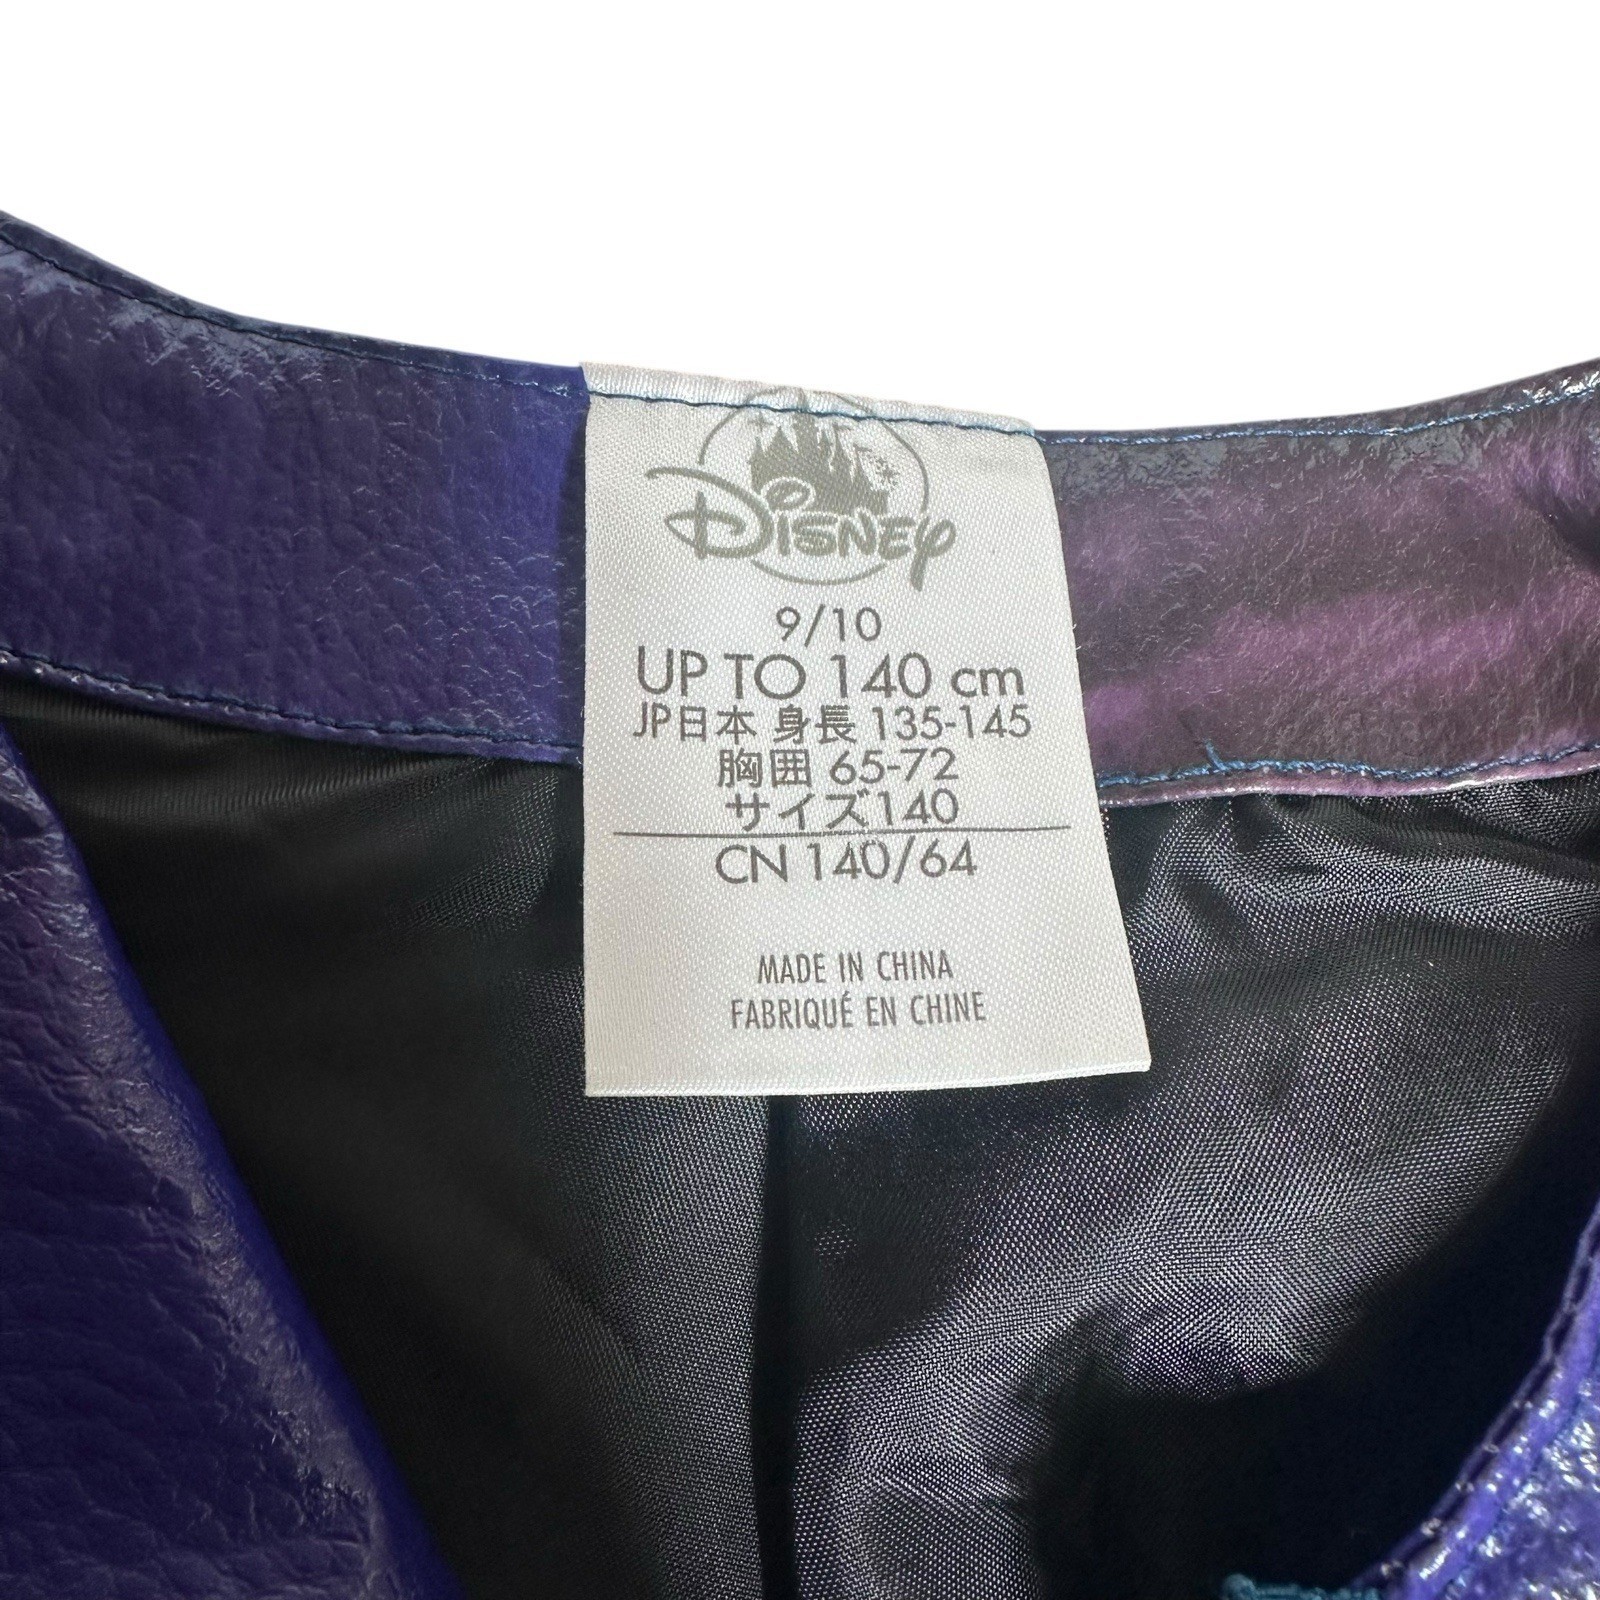 Disney
9/10
UP TO 140 cm
JP日本 身長 135-145
胸囲 65-72
サイズ140
CN 140/64
MADE IN CHINA
FABRIQUÉ EN CHINE